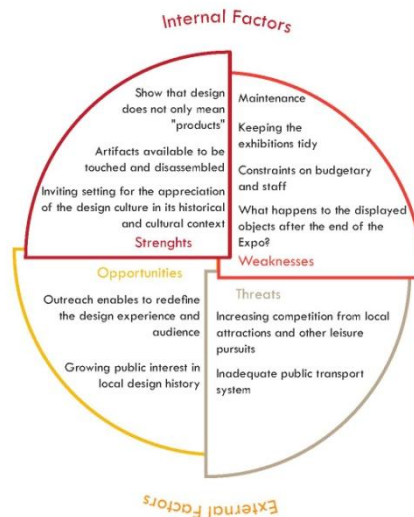 Internal Factors
Show that design
does not only mean
"products"
Artifacts available to be
touched and disassembled
Inviting setting for the appreciation
of the design culture in its historical
and cultural context
Strenghts
Maintenance
Keeping the
exhibitions tidy
Constraints on budgetary
and staff
What happens to the displayed
objects after the end of the
Expo?
Weaknesses
Opportunities
Outreach enables to redefine
the design experience and
audience
Growing public interest in
local design history
Threats
Increasing competition from local
attractions and other leisure
pursuits
Inadequate public transport
system
External Factors